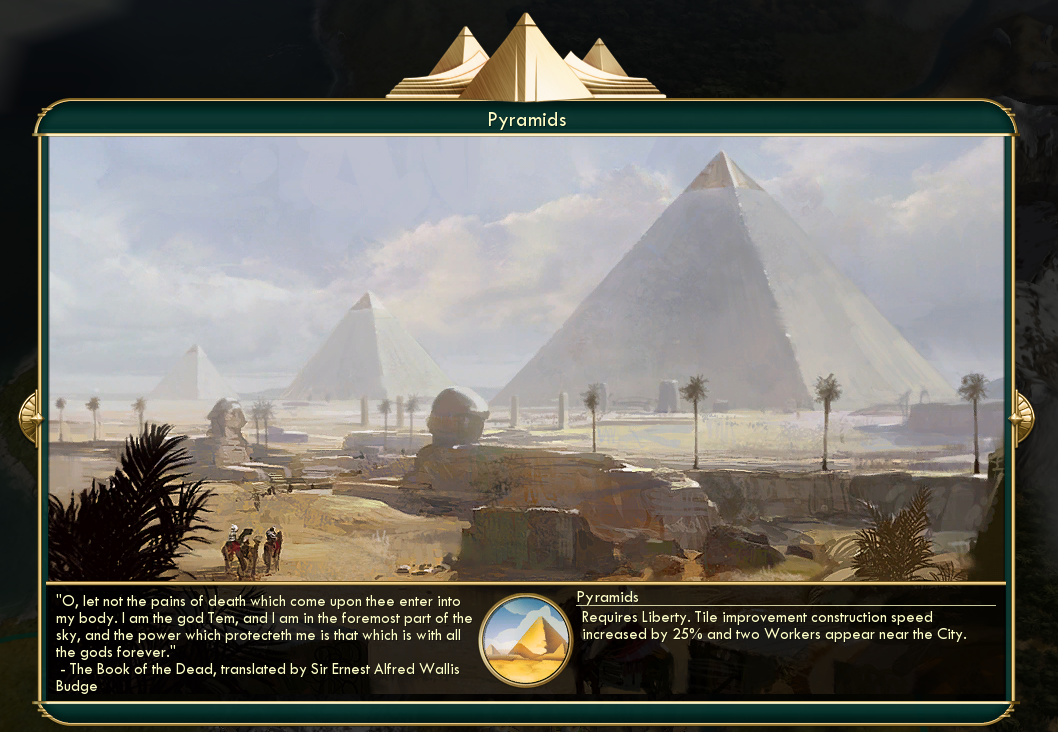 Pyramids
"O, let not the pains of death which come upon thee enter into
my body. I am the god Tem, and I am in the foremost part of the
sky, and the power which protecteth me is that which is with all
the gods forever."
- The Book of the Dead, translated by Sir Ernest Alfred Wallis
Budge
Pyramids
Requires Liberty. Tile improvement construction speed
increased by 25% and two Workers appear near the City.